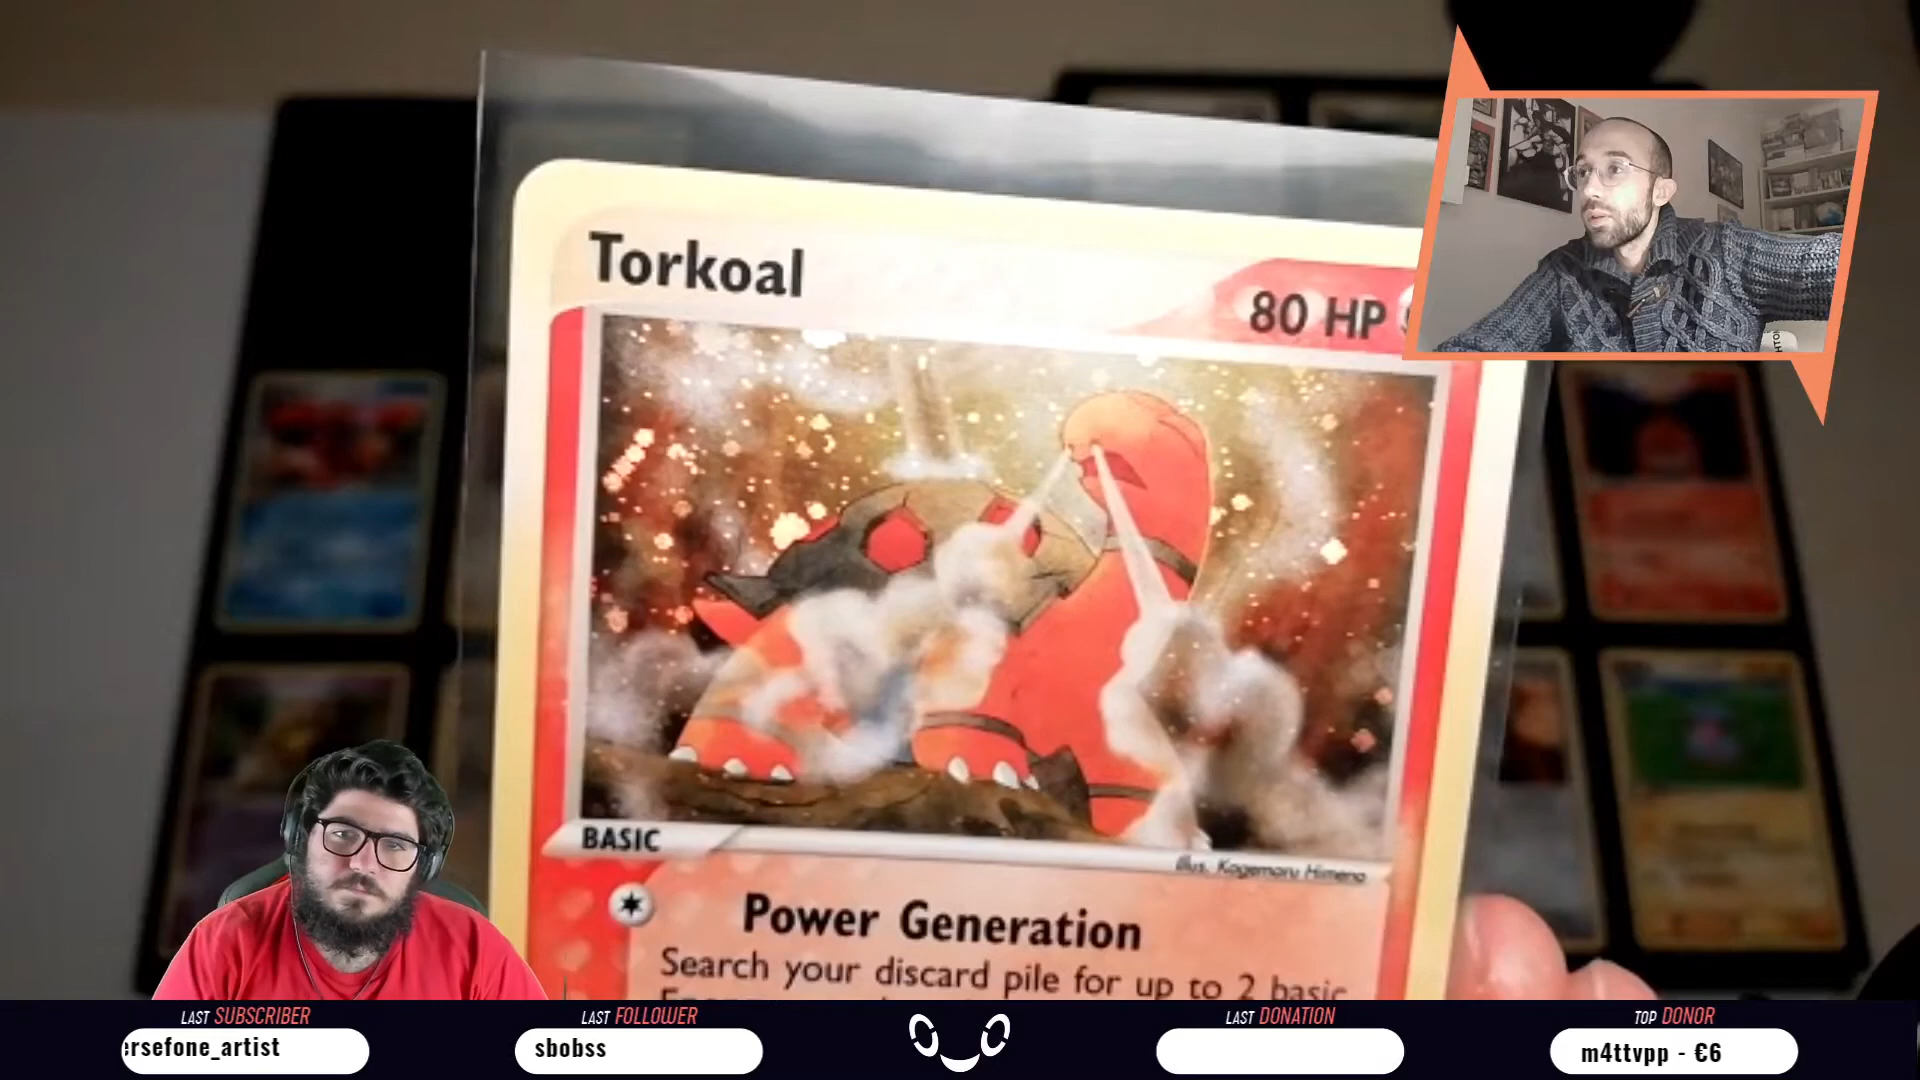 Torkoal
80 HP
BASIC
Illus. Kagemaru Himeno
Power Generation
Search your discard pile for up to 2 basic
LAST SUBSCRIBER
ersefone_artist
LAST FOLLOWER
sbobss
LAST DONATION
TOP DONOR
m4ttvpp - €6